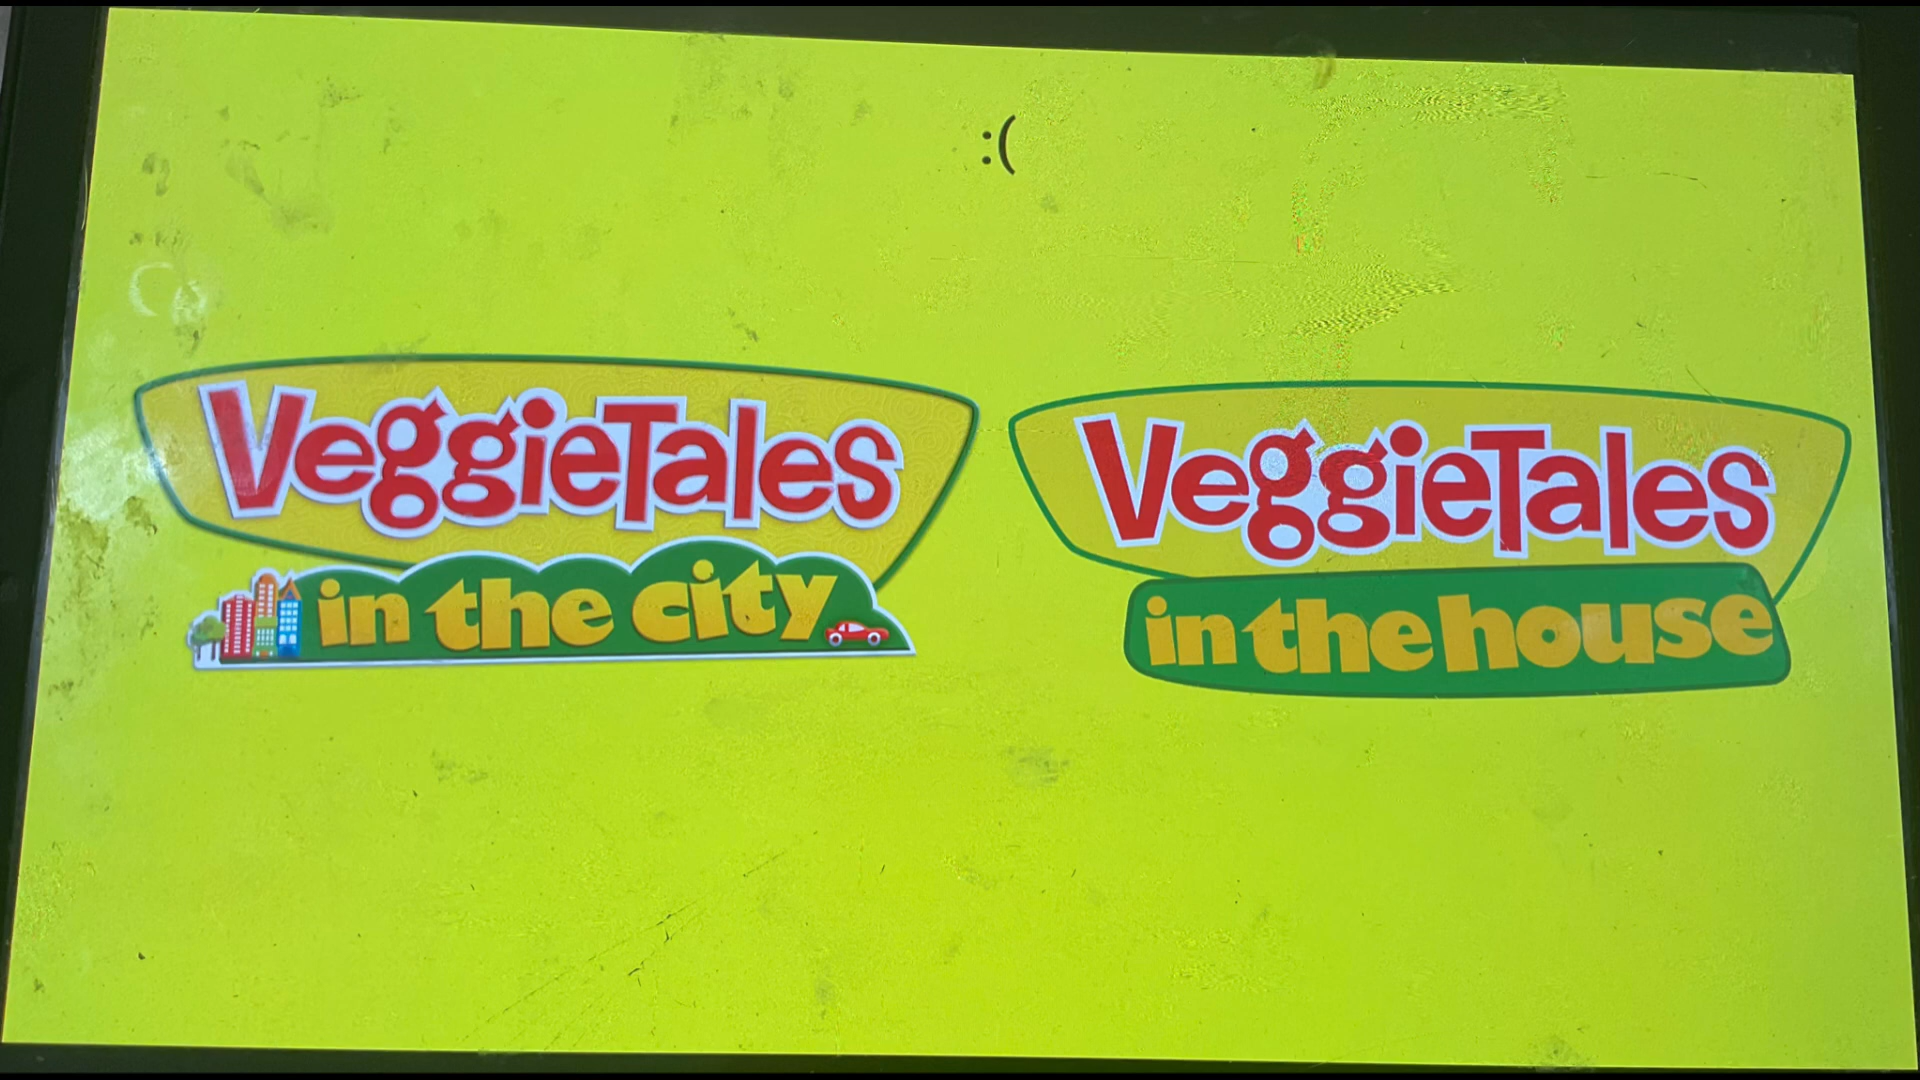 :(
VeggieTales
in the city
VeggieTales
in the house